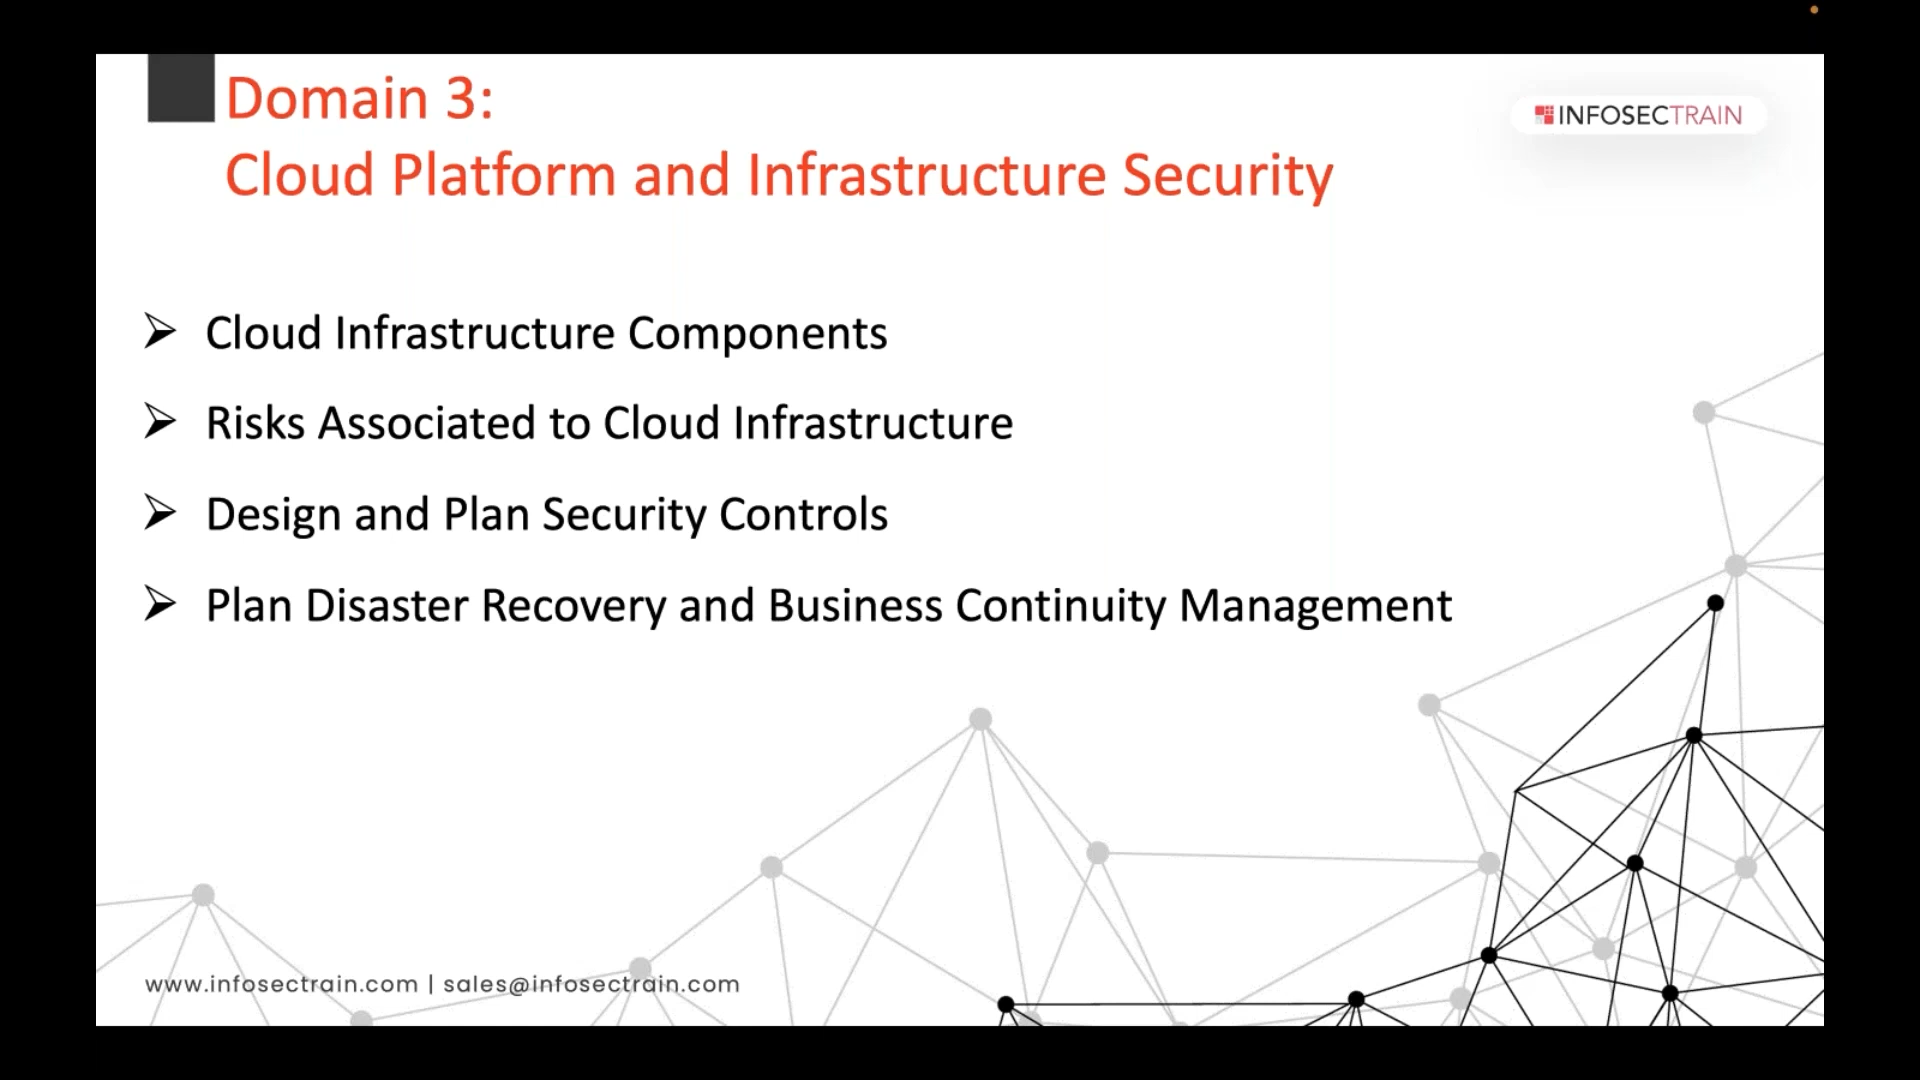 Domain 3:
INFOSECTRAIN
Cloud Platform and Infrastructure Security
Cloud Infrastructure Components
Risks Associated to Cloud Infrastructure
Design and Plan Security Controls
Plan Disaster Recovery and Business Continuity Management
www.infosectrain.com | sales@infosectrain.com